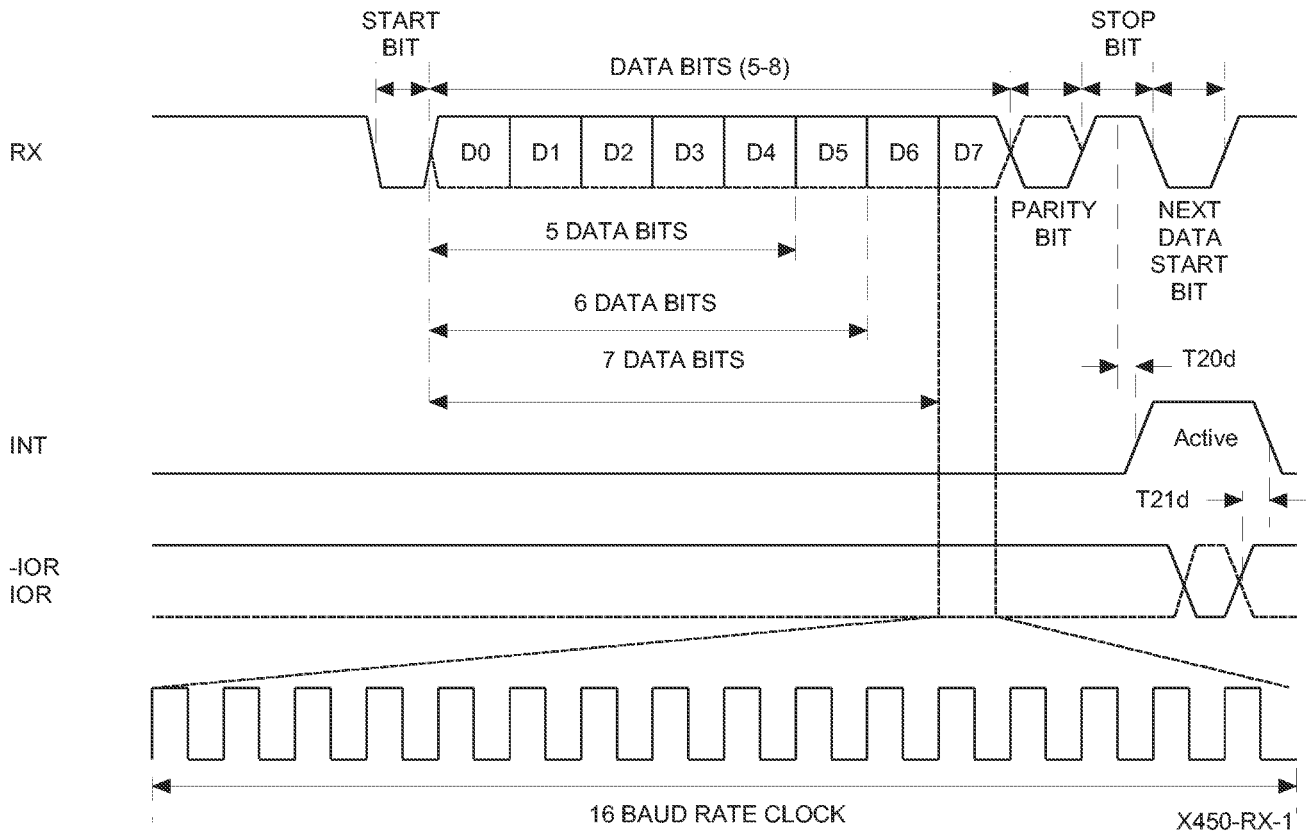 START
BIT
STOP
BIT
DATA BITS (5-8)
RX
D0 D1 D2 D3 D4 D5 D6 D7
PARITY
BIT
NEXT
DATA
START
BIT
5 DATA BITS
6 DATA BITS
7 DATA BITS
T20d
INT
Active
T21d
-IOR
IOR
16 BAUD RATE CLOCK
X450-RX-1